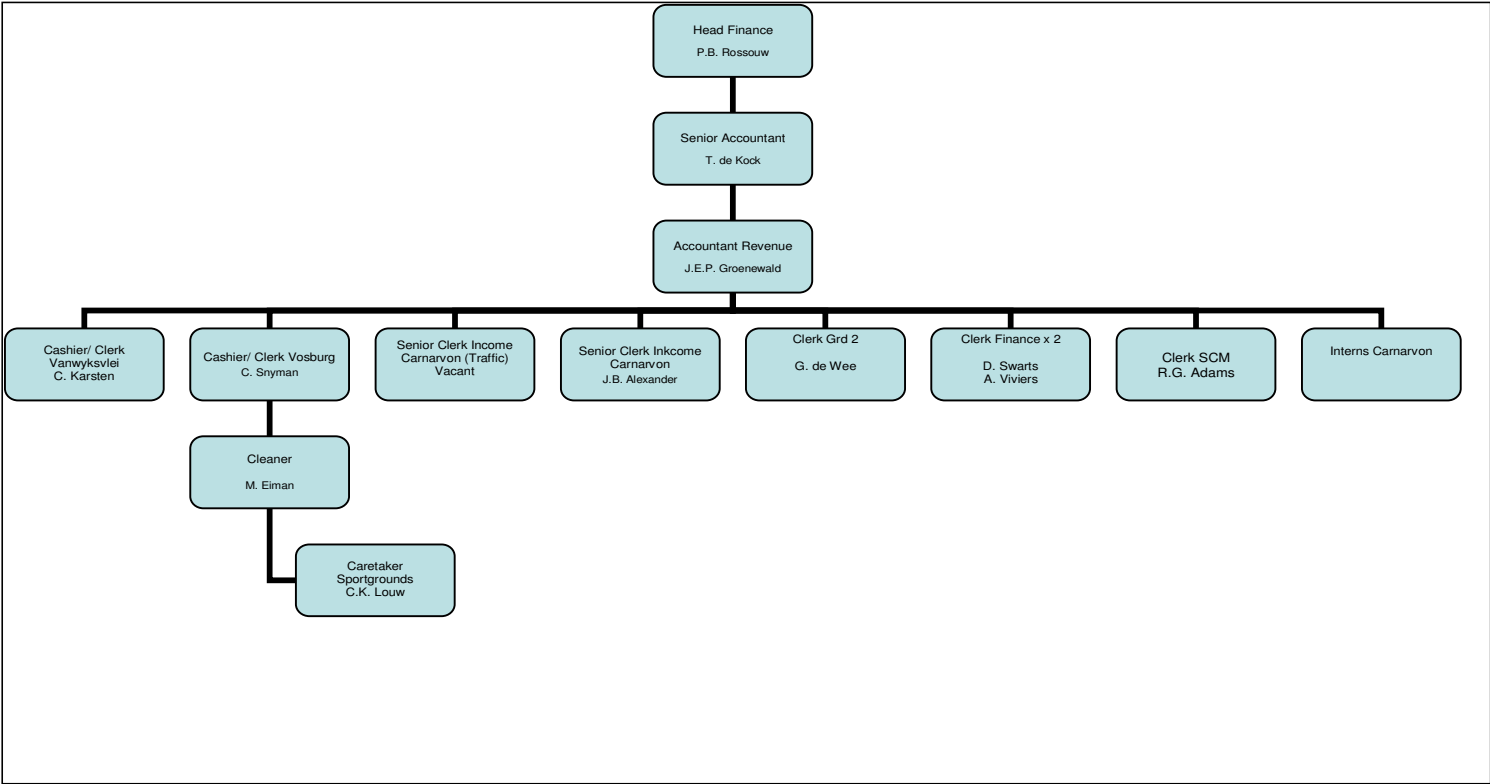 Head Finance
P.B. Rossouw
Senior Accountant
T. de Kock
Accountant Revenue
J.E.P. Groenewald
Cashier/ Clerk
Vanwyksvlei
C. Karsten
Cashier/ Clerk Vosburg
C. Snyman
Senior Clerk Income
Carnarvon (Traffic)
Vacant
Senior Clerk Inkcome
Carnarvon
J.B. Alexander
Clerk Grd 2
G. de Wee
Clerk Finance x 2
D. Swarts
A. Viviers
Clerk SCM
R.G. Adams
Interns Carnarvon
Cleaner
M. Eiman
Caretaker
Sportgrounds
C.K. Louw